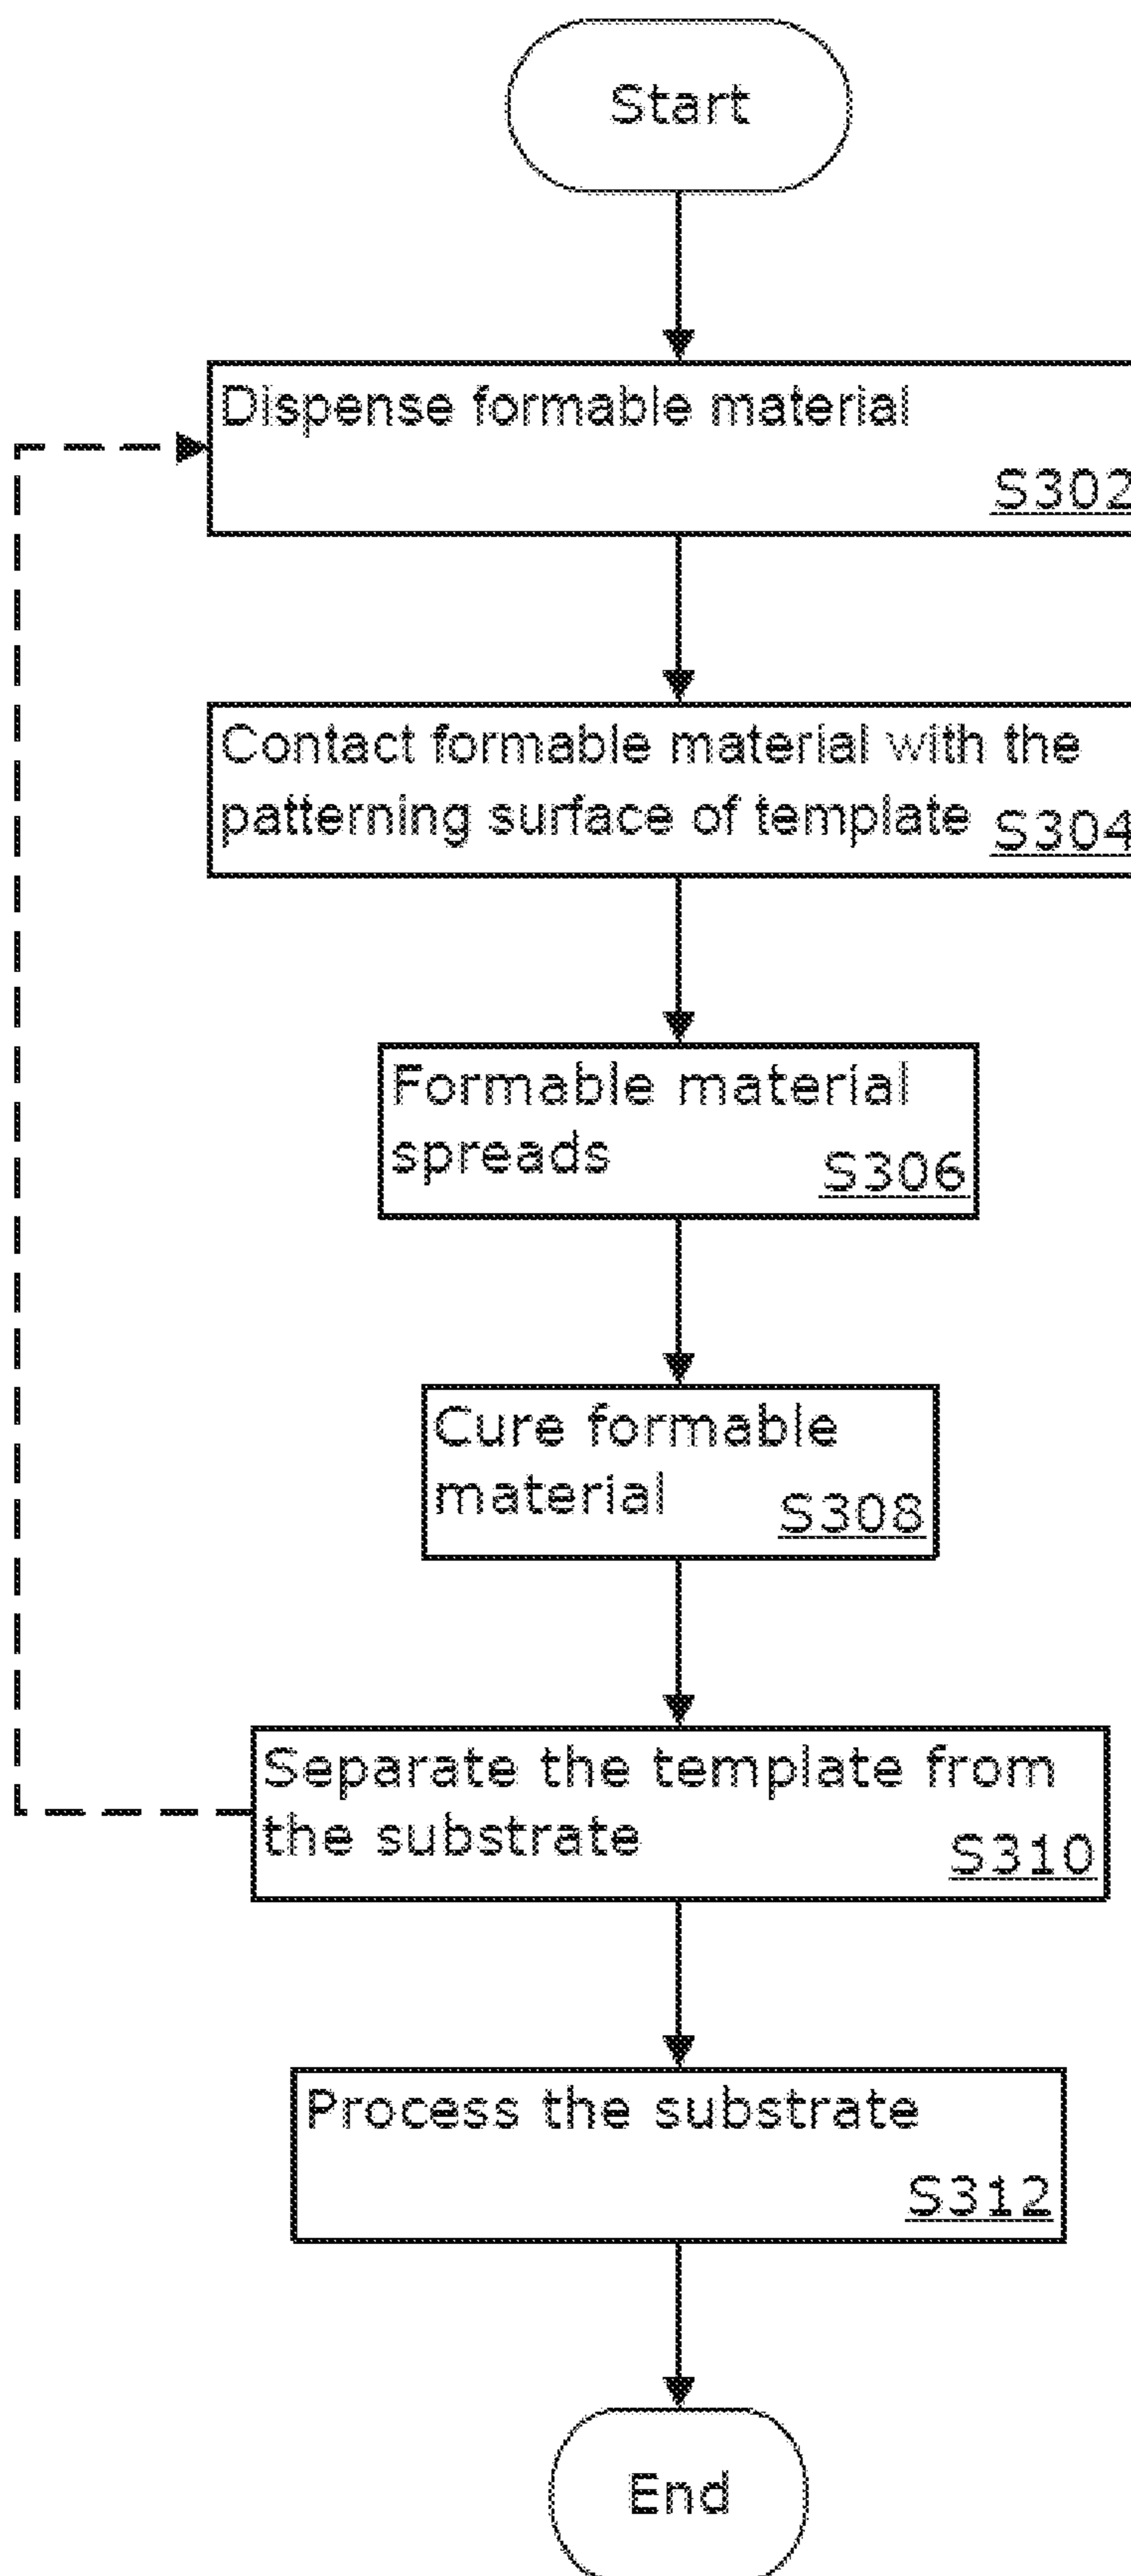 Start
Dispense formable material
S302
Contact formable material with the
patterning surface of template S304
Formable material
spreads
S306
Cure formable
material
S308
Separate the template from
the substrate
S310
Process the substrate
S312
End